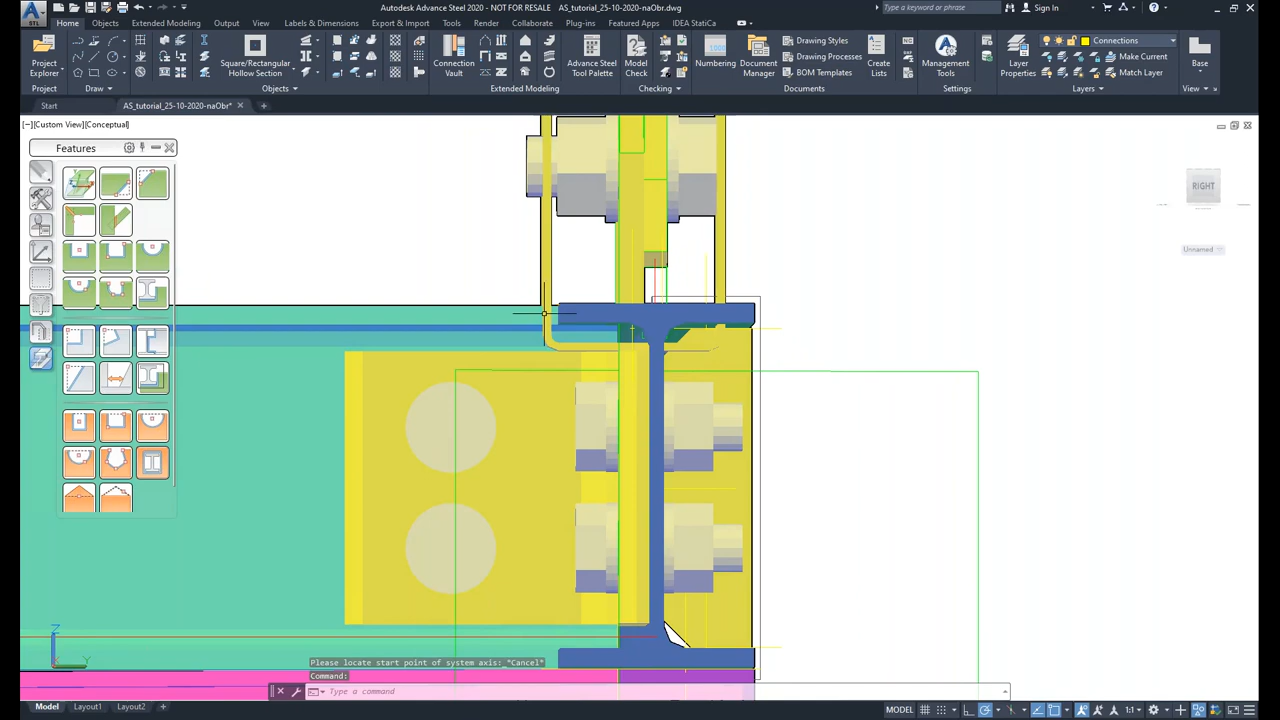 Autodesk Advance Steel 2020 - NOT FOR RESALE AS_tutorial_25-10-2020-naObr.dwg
Type a keyword or phrase
Sign In
STL
Home Objects Extended Modeling Output View Labels & Dimensions Export & Import Tools Render Collaborate Plug-ins Featured Apps IDEA StatiCa
Project Explorer
Square/Rectangular Hollow Section
Connection Vault
Advance Steel Tool Palette
Model Check
Numbering
Document Manager
Drawing Styles
Drawing Processes
BOM Templates
Create Lists
Management Tools
Layer Properties
Connections
Make Current
Match Layer
Base
Project Draw Objects Extended Modeling Checking Documents Settings Layers View
Start AS_tutorial_25-10-2020-naObr*
[−][Custom View][Conceptual]
Features
RIGHT
Unnamed
Z
Y
Please locate start point of system axis:_*Cancel*
Command:
Type a command
Model Layout1 Layout2
MODEL
1:1